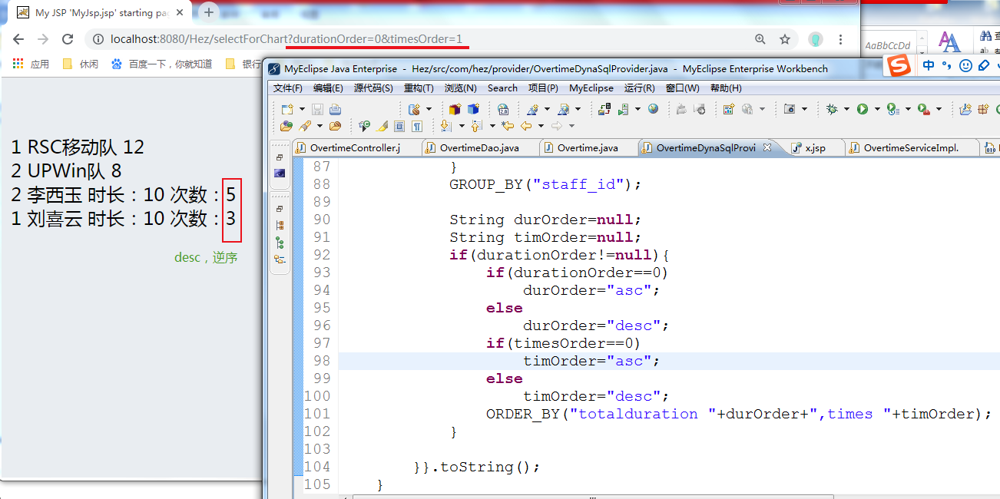 My JSP 'MyJsp.jsp' starting pa
localhost:8080/Hez/selectForChart?durationOrder=0&timesOrder=1
AaBbCcDd
应用 休闲 百度一下，你就知道 银行
中
MyEclipse Java Enterprise - Hez/src/com/hez/provider/OvertimeDynaSqlProvider.java - MyEclipse Enterprise Workbench
文件(F) 编辑(E) 源代码(S) 重构(T) 浏览(N) Search 项目(P) MyEclipse 运行(R) 窗口(W) 帮助(H)
OvertimeController.j OvertimeDao.java Overtime.java OvertimeDynaSqlProvi x.jsp OvertimeServiceImpl.
1 RSC移动队 12
2 UPWin队 8
2 李西玉 时长：10 次数：5
1 刘喜云 时长：10 次数：3
desc，逆序
87 }
88 GROUP_BY("staff_id");
89
90 String durOrder=null;
91 String timOrder=null;
92 if(durationOrder!=null){
93 if(durationOrder==0)
94 durOrder="asc";
95 else
96 durOrder="desc";
97 if(timesOrder==0)
98 timOrder="asc";
99 else
100 timOrder="desc";
101 ORDER_BY("totalduration "+durOrder+",times "+timOrder);
102 }
103
104 }}.toString();
105 }